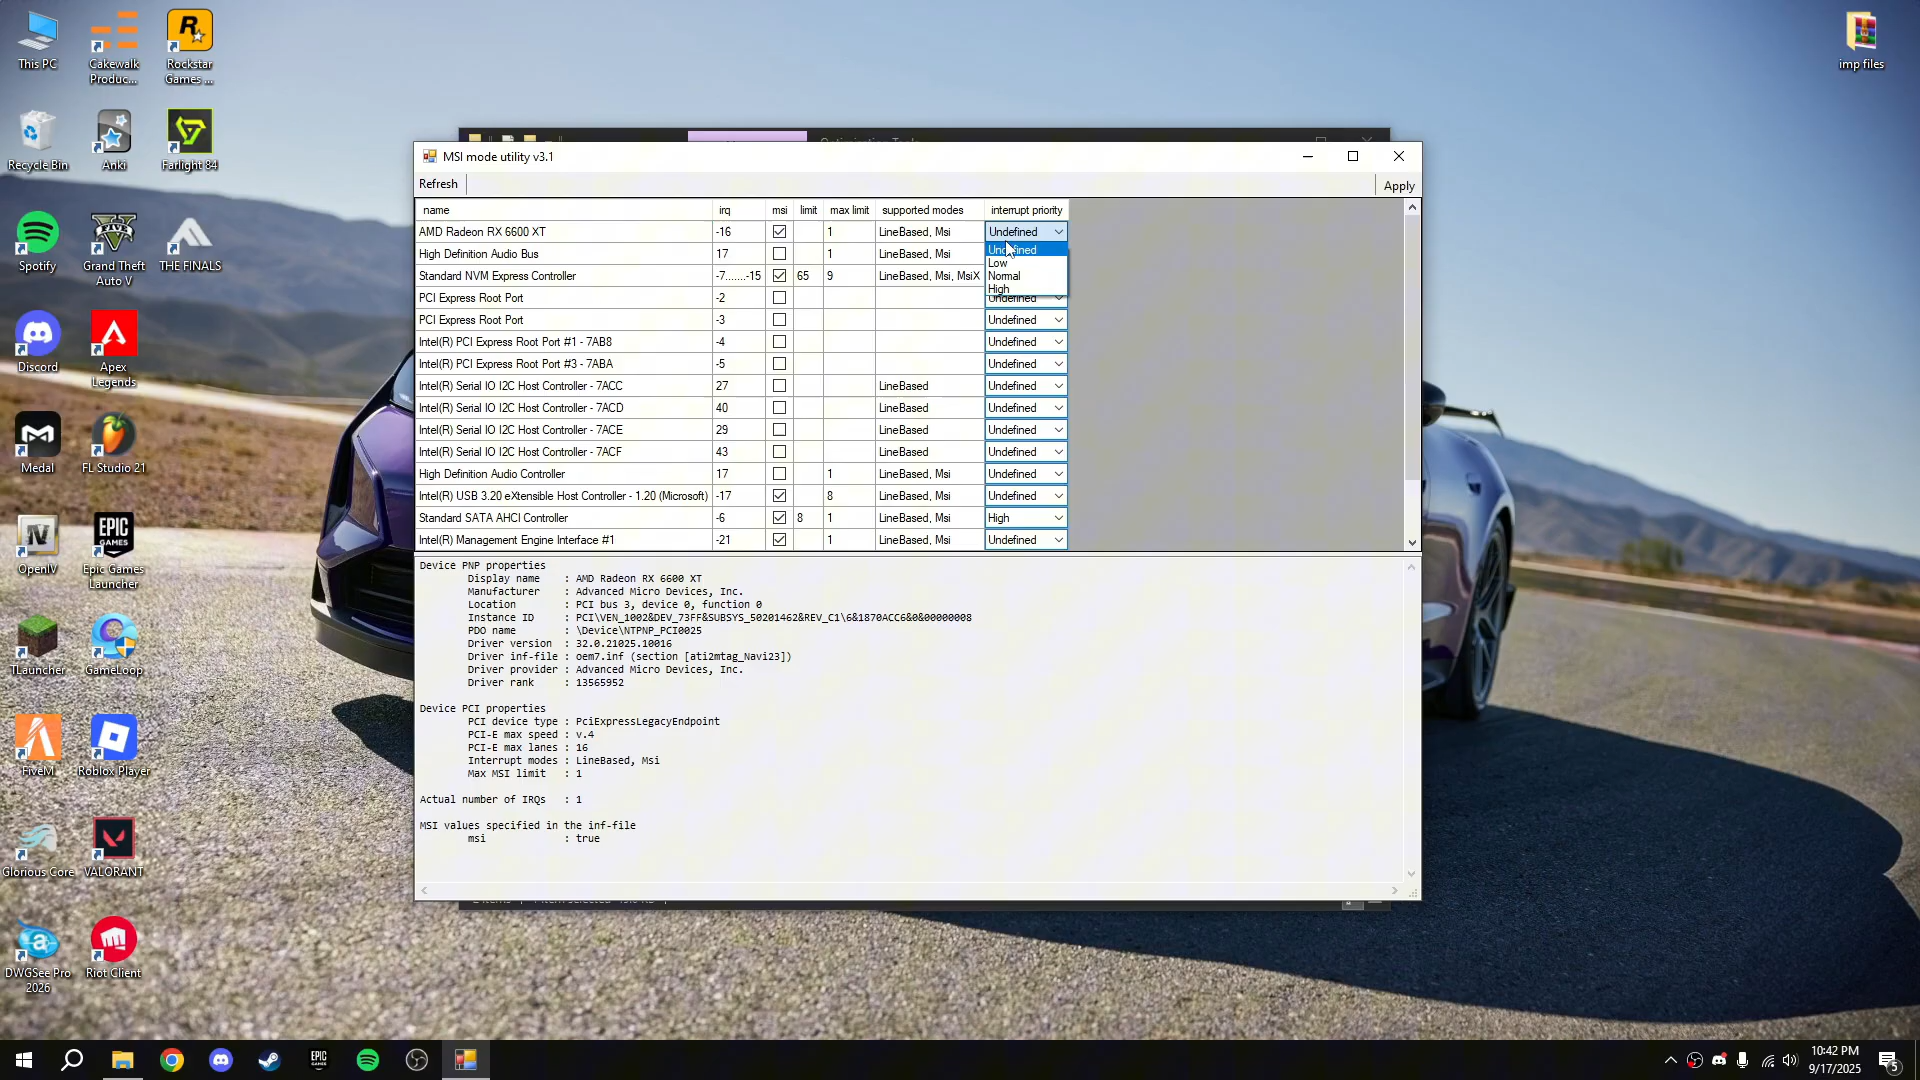 This PC
Cakewalk
Produc...
Rockstar
Games ...
imp files
Recycle Bin
Anki
Farlight 84
Spotify
Grand Theft
Auto V
THE FINALS
Discord
Apex
Legends
Medal
FL Studio 21
OpenIV
Epic Games
Launcher
TLauncher
GameLoop
FiveM
Roblox Player
Glorious Core
VALORANT
DWGSee Pro
2026
Riot Client
MSI mode utility v3.1
Refresh
Apply
name irq msi limit max limit supported modes interrupt priority
AMD Radeon RX 6600 XT -16 1 LineBased, Msi Undefined
High Definition Audio Bus 17 1 LineBased, Msi
Standard NVM Express Controller -7.......-15 65 9 LineBased, Msi, MsiX
PCI Express Root Port -2 Undefined
PCI Express Root Port -3 Undefined
Intel(R) PCI Express Root Port #1 - 7AB8 -4 Undefined
Intel(R) PCI Express Root Port #3 - 7ABA -5 Undefined
Intel(R) Serial IO I2C Host Controller - 7ACC 27 LineBased Undefined
Intel(R) Serial IO I2C Host Controller - 7ACD 40 LineBased Undefined
Intel(R) Serial IO I2C Host Controller - 7ACE 29 LineBased Undefined
Intel(R) Serial IO I2C Host Controller - 7ACF 43 LineBased Undefined
High Definition Audio Controller 17 1 LineBased, Msi Undefined
Intel(R) USB 3.20 eXtensible Host Controller - 1.20 (Microsoft) -17 8 LineBased, Msi Undefined
Standard SATA AHCI Controller -6 8 1 LineBased, Msi High
Intel(R) Management Engine Interface #1 -21 1 LineBased, Msi Undefined
Undefined
Low
Normal
High
Device PNP properties
Display name : AMD Radeon RX 6600 XT
Manufacturer : Advanced Micro Devices, Inc.
Location : PCI bus 3, device 0, function 0
Instance ID : PCI\VEN_1002&DEV_73FF&SUBSYS_50201462&REV_C1\6&1870ACC6&0&00000008
PDO name : \Device\NTPNP_PCI0025
Driver version : 32.0.21025.10016
Driver inf-file : oem7.inf (section [ati2mtag_Navi23])
Driver provider : Advanced Micro Devices, Inc.
Driver rank : 13565952
Device PCI properties
PCI device type : PciExpressLegacyEndpoint
PCI-E max speed : v.4
PCI-E max lanes : 16
Interrupt modes : LineBased, Msi
Max MSI limit : 1
Actual number of IRQs : 1
MSI values specified in the inf-file
msi : true
10:42 PM
9/17/2025
5